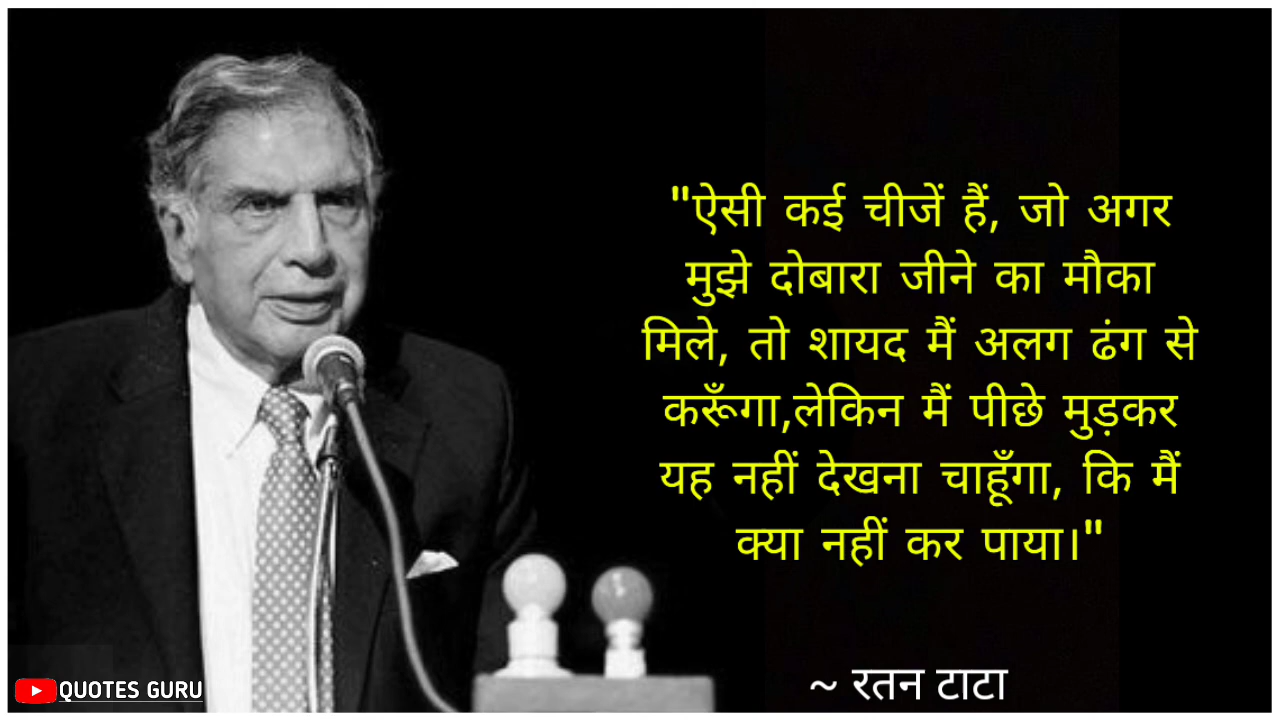 "ऐसी कई चीजें हैं, जो अगर
मुझे दोबारा जीने का मौका
मिले, तो शायद मैं अलग ढंग से
करूँगा,लेकिन मैं पीछे मुड़कर
यह नहीं देखना चाहूँगा, कि मैं
क्या नहीं कर पाया।"
~ रतन टाटा
QUOTES GURU